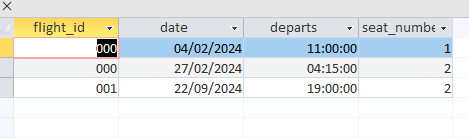 flight_id date departs seat_numbe
000 04/02/2024 11:00:00 1
000 27/02/2024 04:15:00 2
001 22/09/2024 19:00:00 2